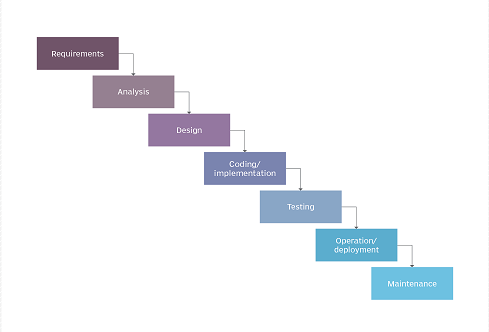 Requirements
Analysis
Design
Coding/
implementation
Testing
Operation/
deployment
Maintenance